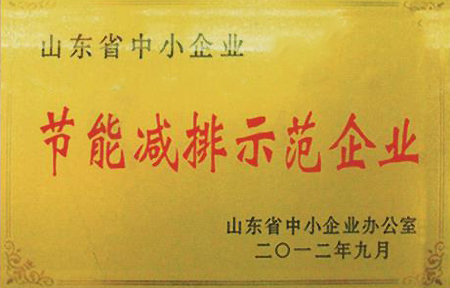 山东省中小企业
节能减排示范企业
山东省中小企业办公室
二〇一二年九月